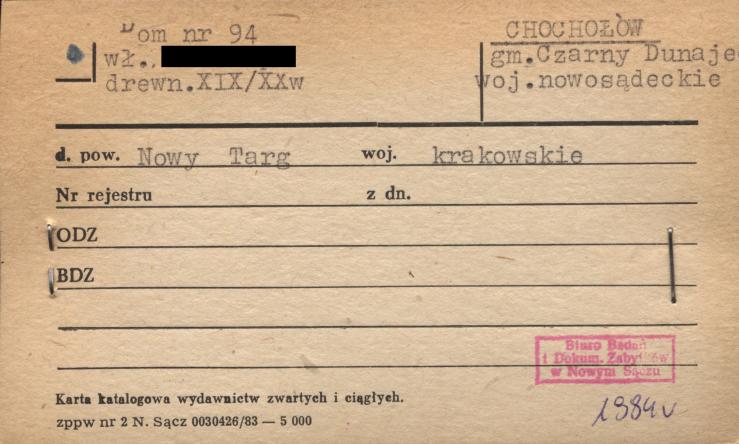 Dom nr 94
wł.,
drewn.XIX/XXw
CHOCHOŁÓW
gm.Czarny Dunaje
woj.nowosądeckie
d. pow. Nowy Targ woj. krakowskie
Nr rejestru z dn.
ODZ
BDZ
Biuro Badań
i Dokum. Zabytków
w Nowym Sączu
Karta katalogowa wydawnictw zwartych i ciągłych.
zppw nr 2 N. Sącz 0030426/83 — 5 000